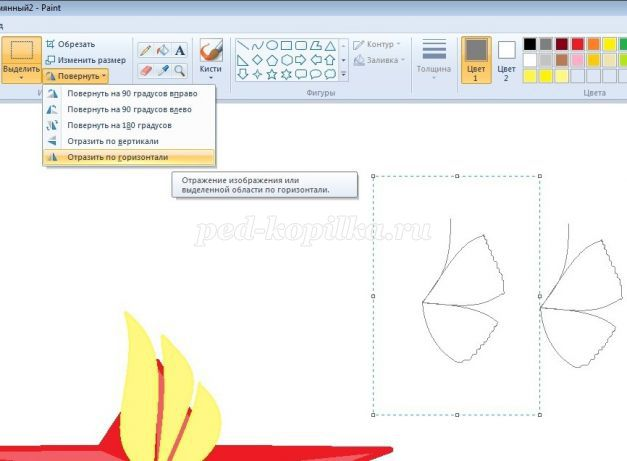 мянный2 - Paint
д
Обрезать
Изменить размер
Выделить
Повернуть
Кисти
Контур
Заливка
Толщина
Цвет 1
Цвет 2
Фигуры
Цвета
Повернуть на 90 градусов вправо
Повернуть на 90 градусов влево
Повернуть на 180 градусов
Отразить по вертикали
Отразить по горизонтали
Отражение изображения или
выделенной области по горизонтали.
ped-kopilka.ru